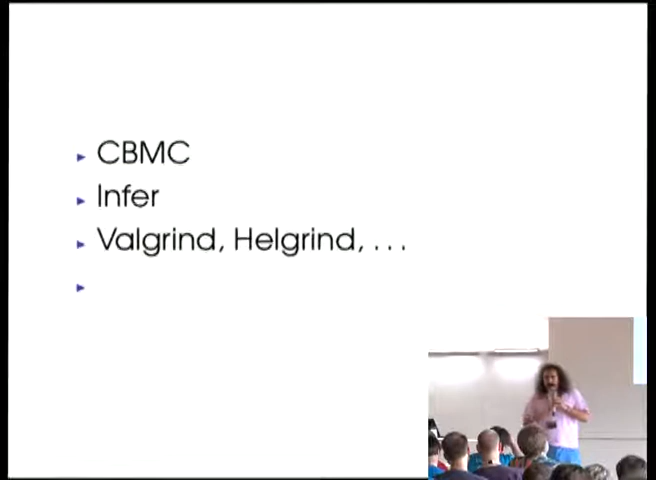 CBMC
Infer
Valgrind, Helgrind, . . .